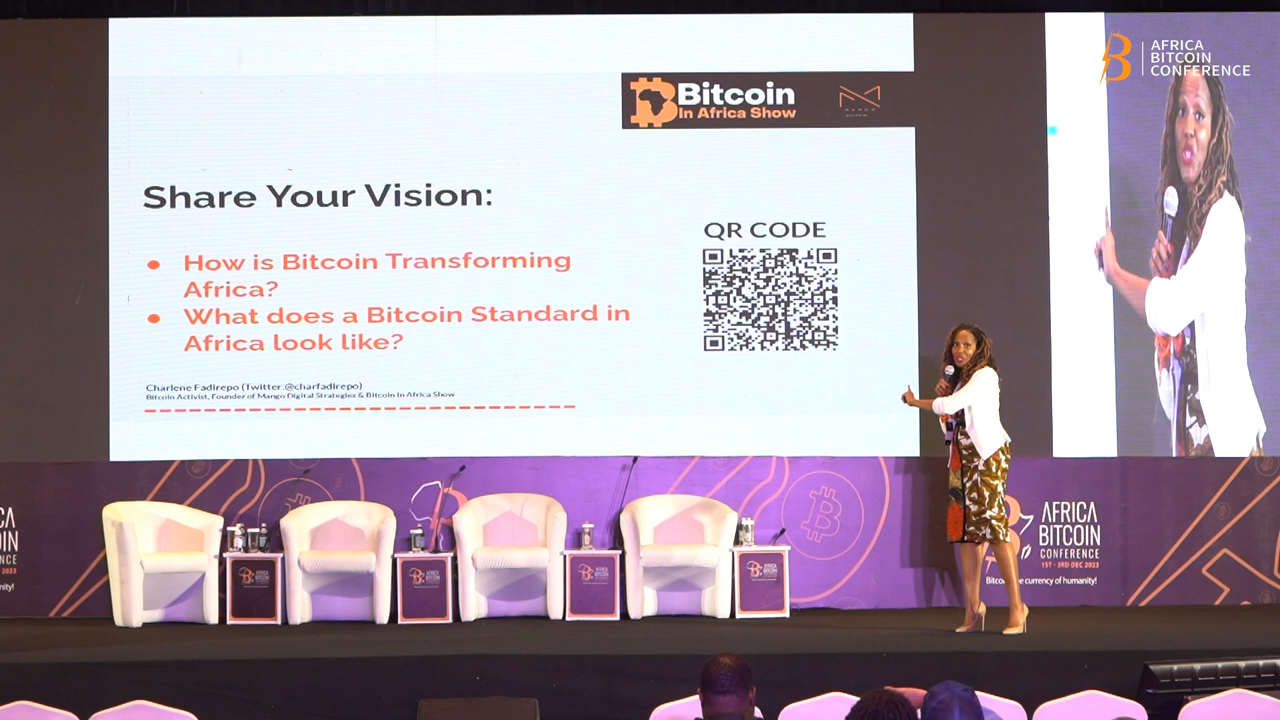 AFRICA
BITCOIN
CONFERENCE
Bitcoin
In Africa Show
MANGO
Share Your Vision:
QR CODE
• How is Bitcoin Transforming
Africa?
• What does a Bitcoin Standard in
Africa look like?
Charlene Fadirepo (Twitter:@charfadirepo)
Bitcoin Activist, Founder of Mango Digital Strategies & Bitcoin In Africa Show
AFRICA
BITCOIN
CONFERENCE
1ST - 3RD DEC 2023
Bitcoin currency of humanity!